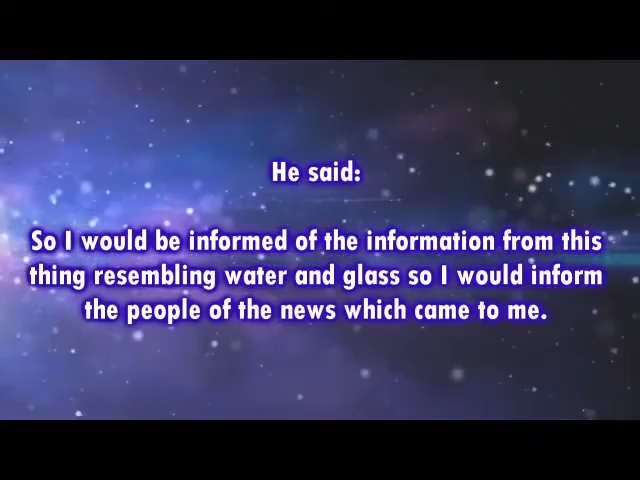 He said:
So I would be informed of the information from this
thing resembling water and glass so I would inform
the people of the news which came to me.